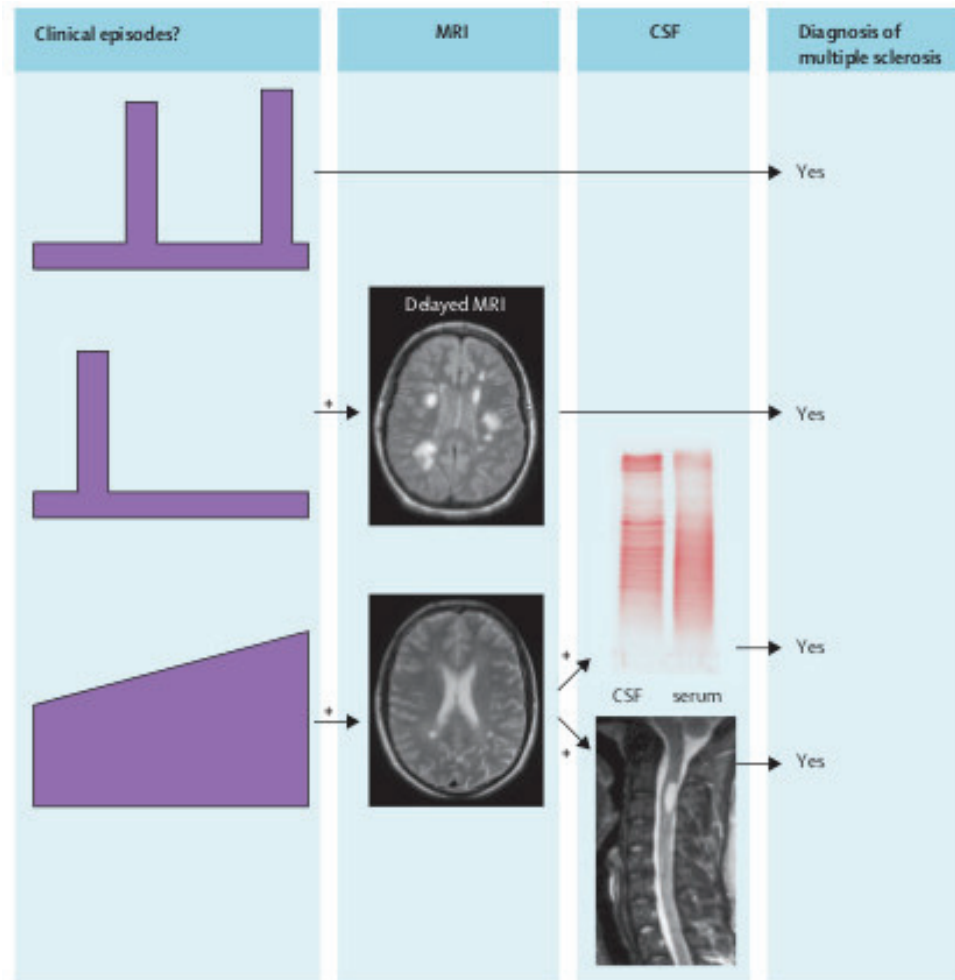 Clinical episodes?
MRI
CSF
Diagnosis of
multiple sclerosis
Yes
Delayed MRI
+
Yes
+
Yes
CSF serum
+
+
Yes